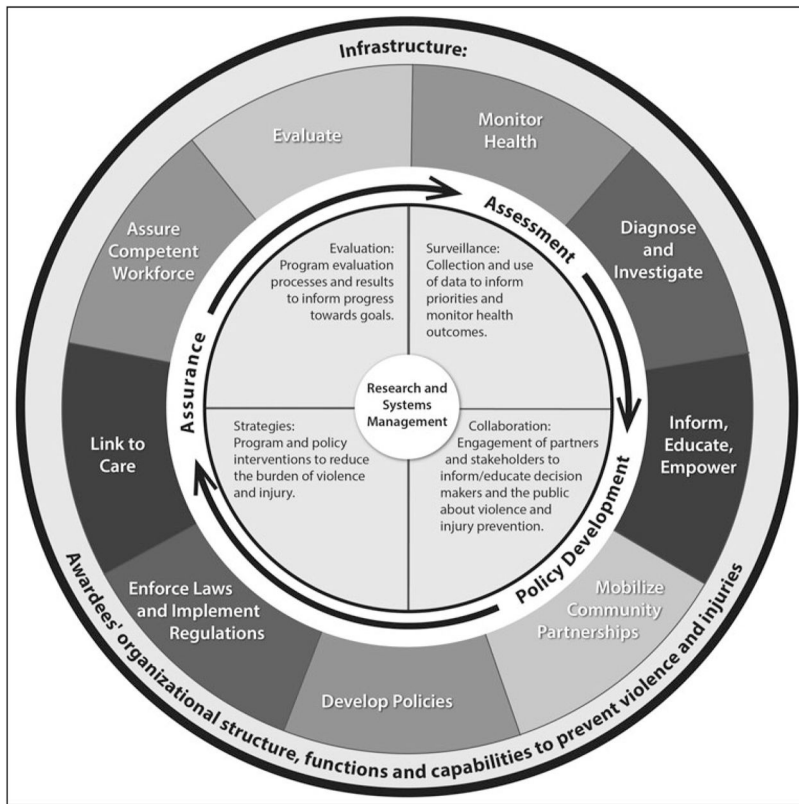 Infrastructure:
Evaluate
Monitor
Health
Diagnose
and
Investigate
Inform,
Educate,
Empower
Mobilize
Community
Partnerships
Develop Policies
Enforce Laws
and Implement
Regulations
Link to
Care
Assure
Competent
Workforce
Assessment
Policy Development
Assurance
Evaluation:
Program evaluation
processes and results
to inform progress
towards goals.
Surveillance:
Collection and use
of data to inform
priorities and
monitor health
outcomes.
Research and
Systems
Management
Strategies:
Program and policy
interventions to reduce
the burden of violence
and injury.
Collaboration:
Engagement of partners
and stakeholders to
inform/educate decision
makers and the public
about violence and
injury prevention.
Awardees' organizational structure, functions and capabilities to prevent violence and injuries